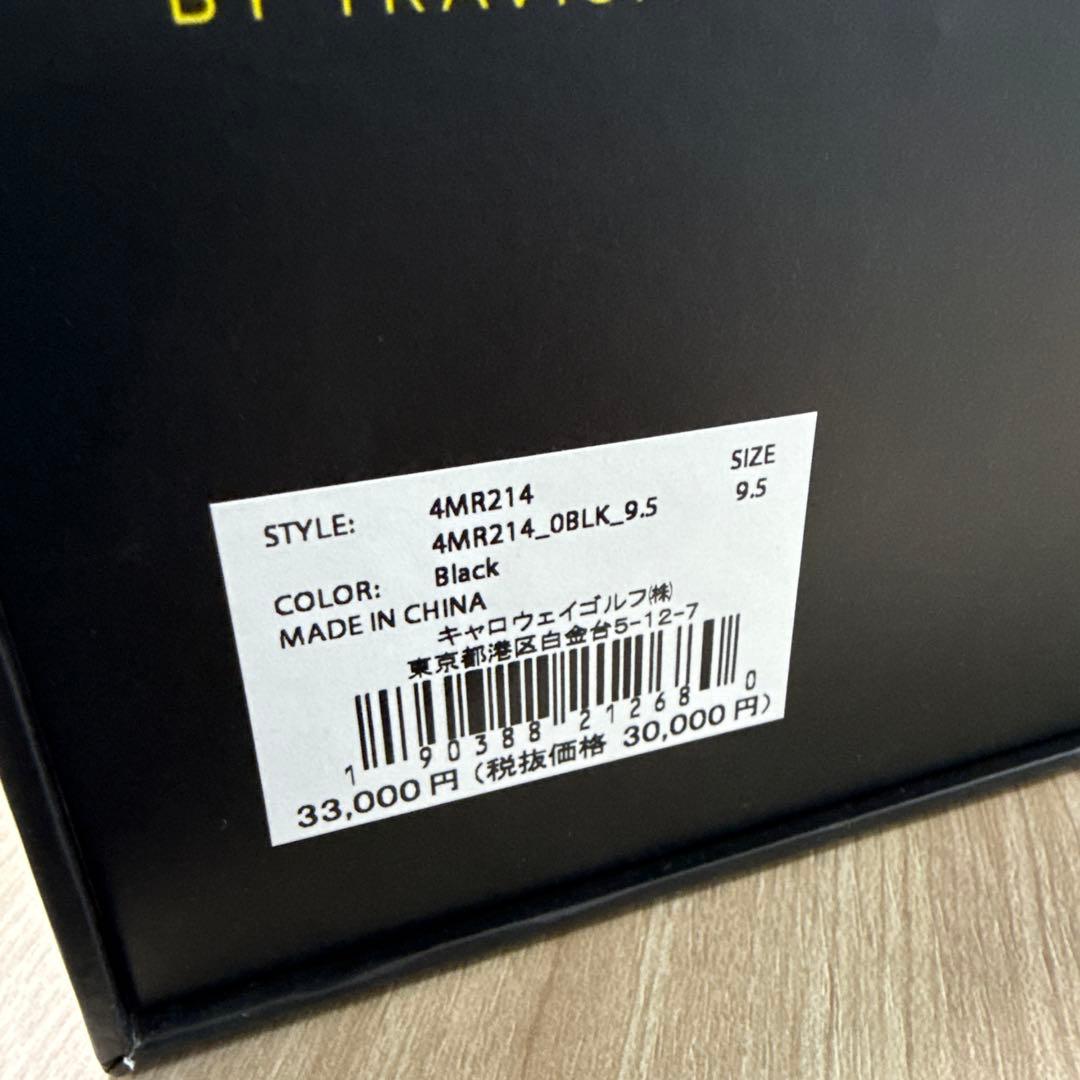 BY
STYLE: 4MR214 SIZE
4MR214_0BLK_9.5 9.5
COLOR: Black
MADE IN CHINA
キャロウェイゴルフ㈱
東京都港区白金台5-12-7
1 90388 21268 0
33,000円（税抜価格 30,000円）